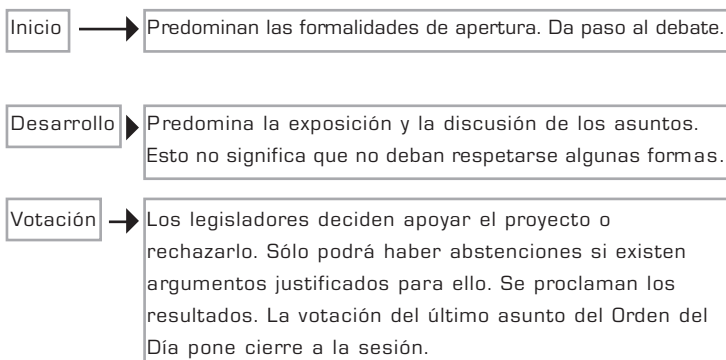 Inicio
Predominan las formalidades de apertura. Da paso al debate.
Desarrollo
Predomina la exposición y la discusión de los asuntos.
Esto no significa que no deban respetarse algunas formas.
Votación
Los legisladores deciden apoyar el proyecto o
rechazarlo. Sólo podrá haber abstenciones si existen
argumentos justificados para ello. Se proclaman los
resultados. La votación del último asunto del Orden del
Día pone cierre a la sesión.